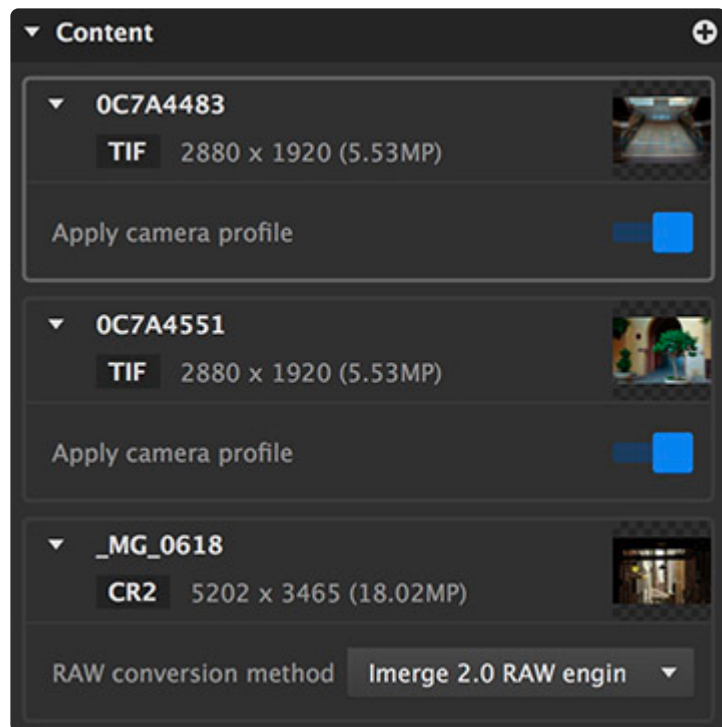 Content
0C7A4483
TIF 2880 x 1920 (5.53MP)
Apply camera profile
0C7A4551
TIF 2880 x 1920 (5.53MP)
Apply camera profile
_MG_0618
CR2 5202 x 3465 (18.02MP)
RAW conversion method Imerge 2.0 RAW engin